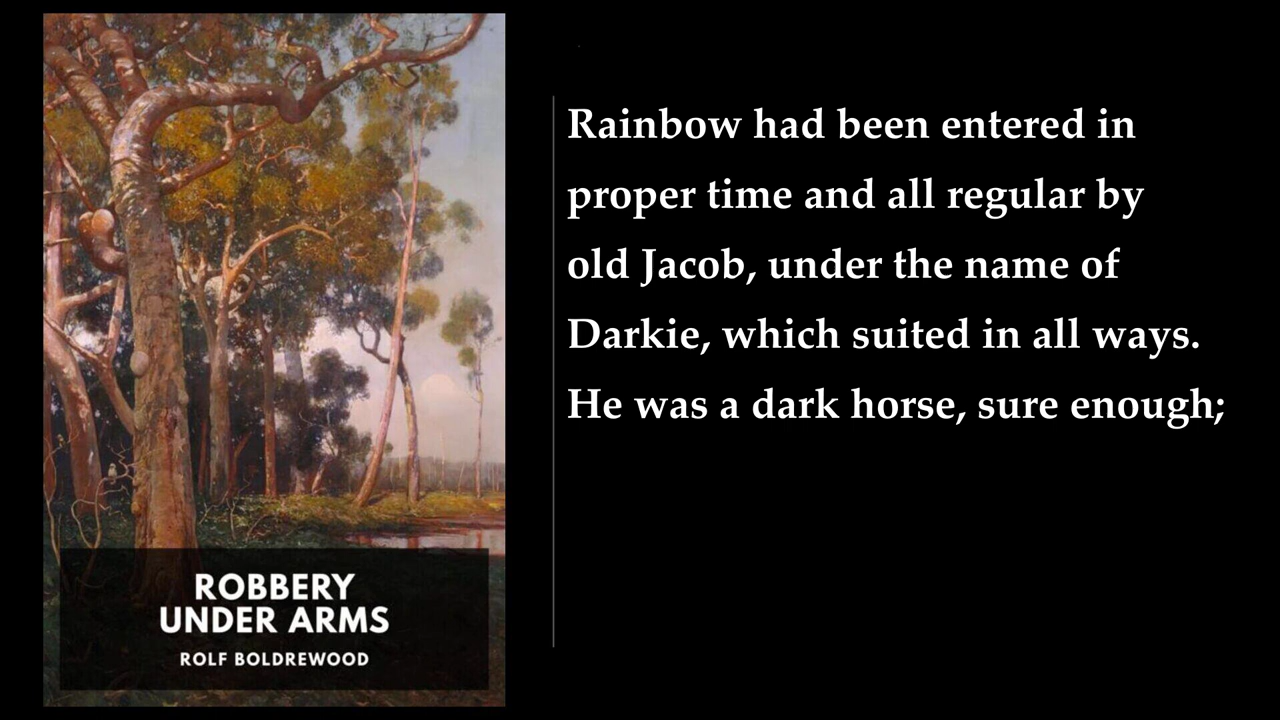 Rainbow had been entered in
proper time and all regular by
old Jacob, under the name of
Darkie, which suited in all ways.
He was a dark horse, sure enough;
ROBBERY
UNDER ARMS
ROLF BOLDREWOOD